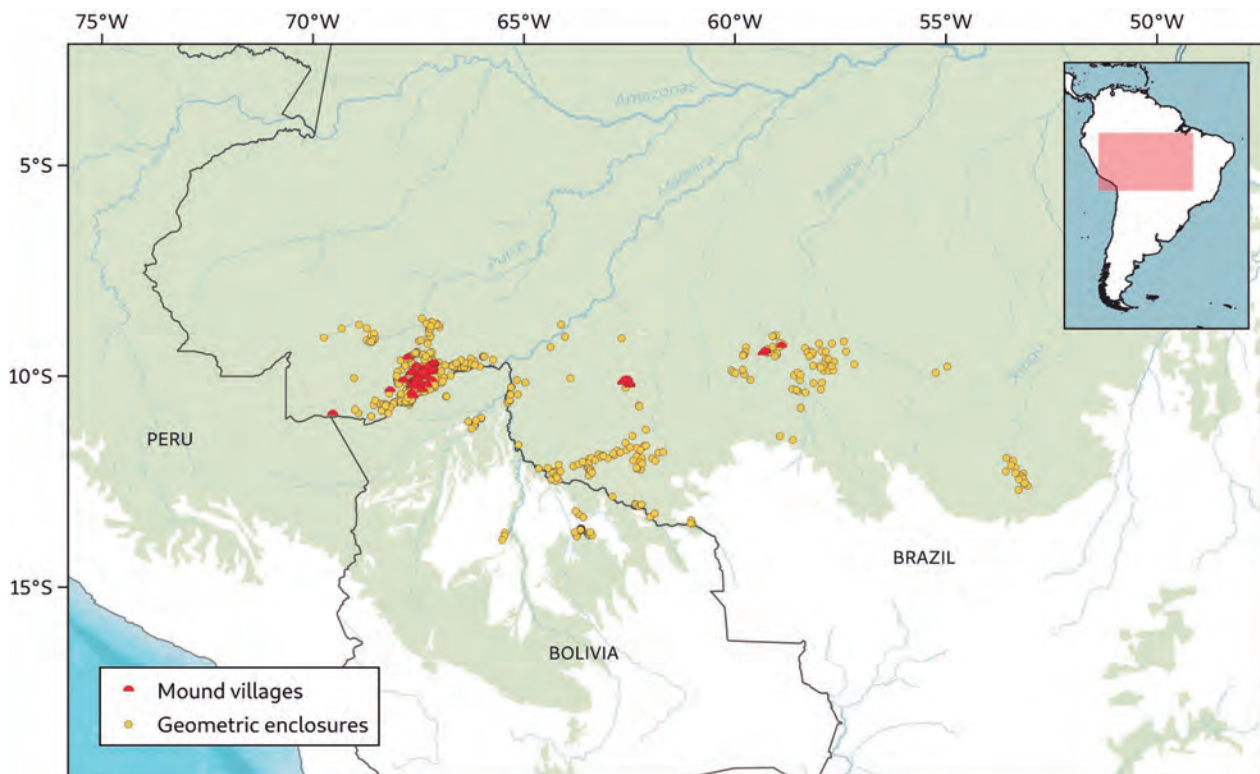 75°W 70°W 65°W 60°W 55°W 50°W
Amazonas
5°S
Madeira
Tapajós
Purus
10°S
Xingu
PERU
BRAZIL
15°S
BOLIVIA
Mound villages
Geometric enclosures